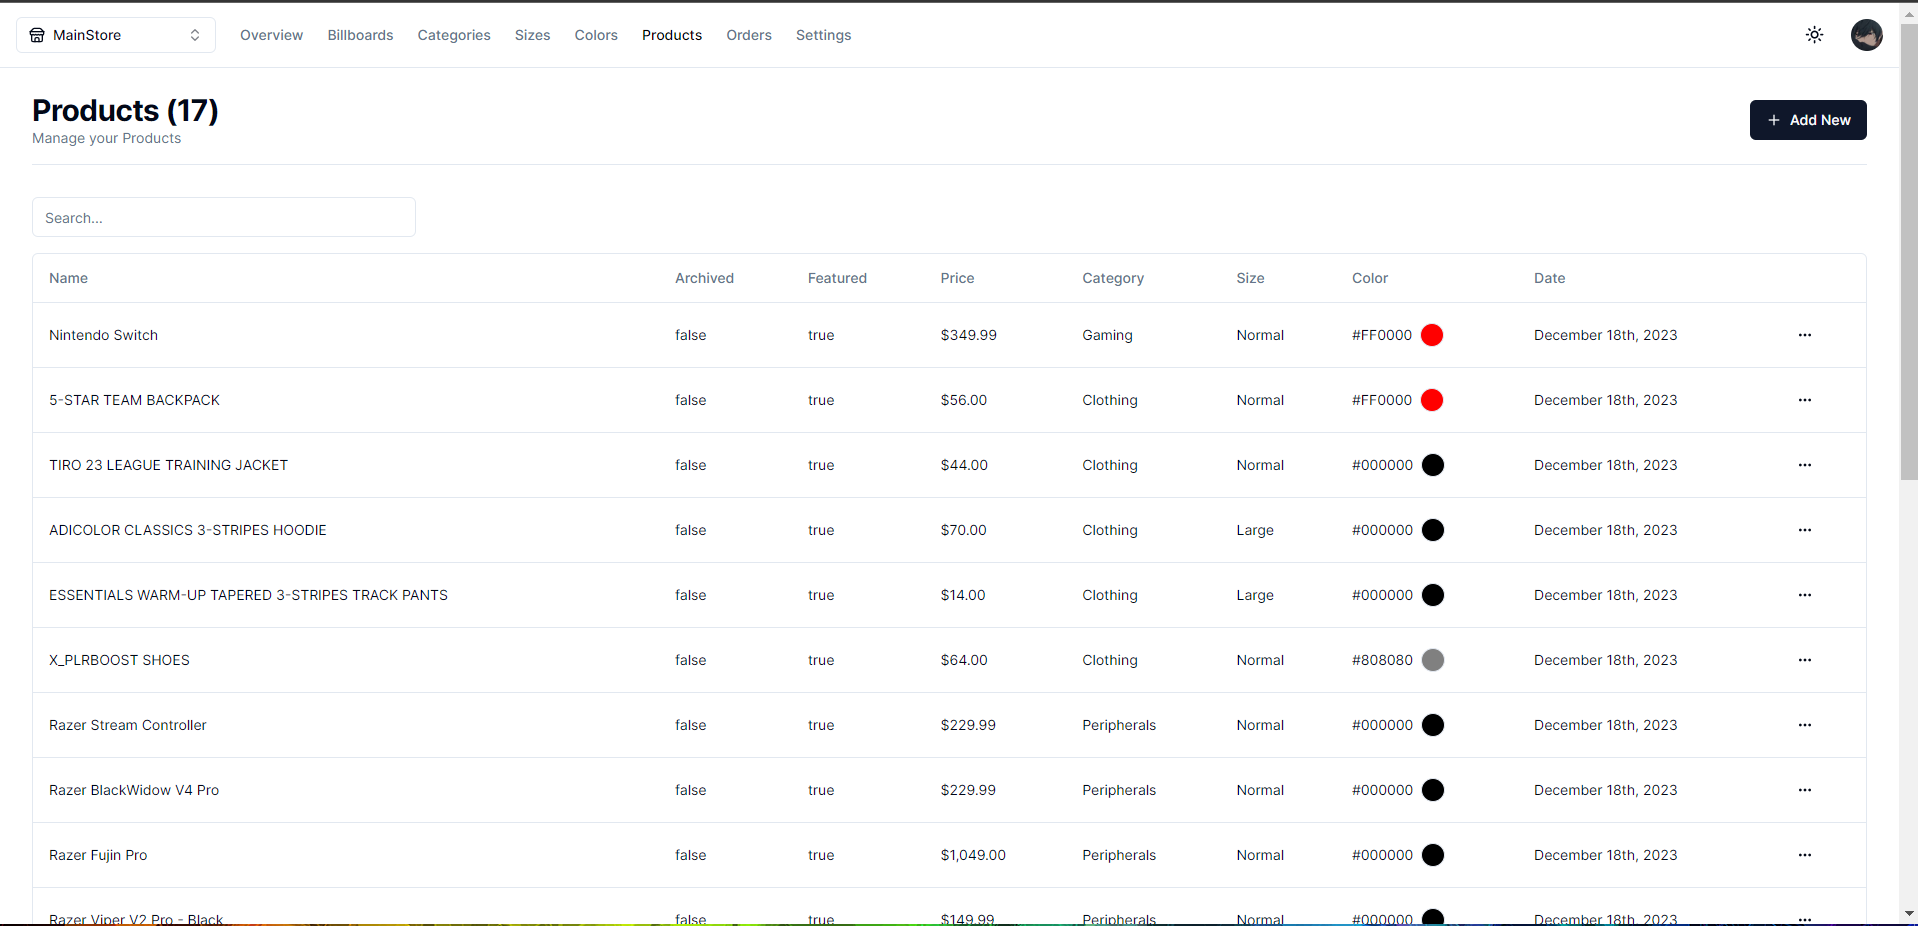 MainStore Overview Billboards Categories Sizes Colors Products Orders Settings
Products (17)
Manage your Products
+ Add New
Search...
Name Archived Featured Price Category Size Color Date
Nintendo Switch false true $349.99 Gaming Normal #FF0000 December 18th, 2023
5-STAR TEAM BACKPACK false true $56.00 Clothing Normal #FF0000 December 18th, 2023
TIRO 23 LEAGUE TRAINING JACKET false true $44.00 Clothing Normal #000000 December 18th, 2023
ADICOLOR CLASSICS 3-STRIPES HOODIE false true $70.00 Clothing Large #000000 December 18th, 2023
ESSENTIALS WARM-UP TAPERED 3-STRIPES TRACK PANTS false true $14.00 Clothing Large #000000 December 18th, 2023
X_PLRBOOST SHOES false true $64.00 Clothing Normal #808080 December 18th, 2023
Razer Stream Controller false true $229.99 Peripherals Normal #000000 December 18th, 2023
Razer BlackWidow V4 Pro false true $229.99 Peripherals Normal #000000 December 18th, 2023
Razer Fujin Pro false true $1,049.00 Peripherals Normal #000000 December 18th, 2023
Razer Viper V2 Pro - Black false true $149.99 Peripherals Normal #000000 December 18th, 2023